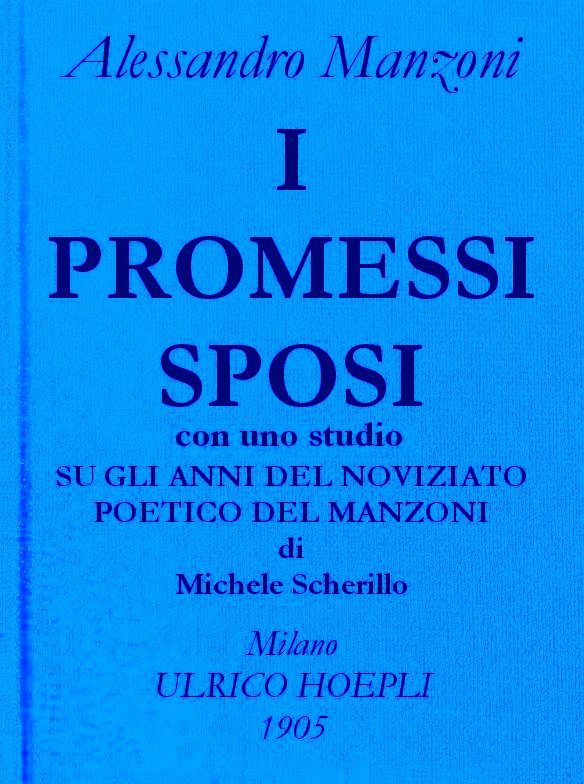 Alessandro Manzoni
I
PROMESSI
SPOSI
con uno studio
SU GLI ANNI DEL NOVIZIATO
POETICO DEL MANZONI
di
Michele Scherillo
Milano
ULRICO HOEPLI
1905